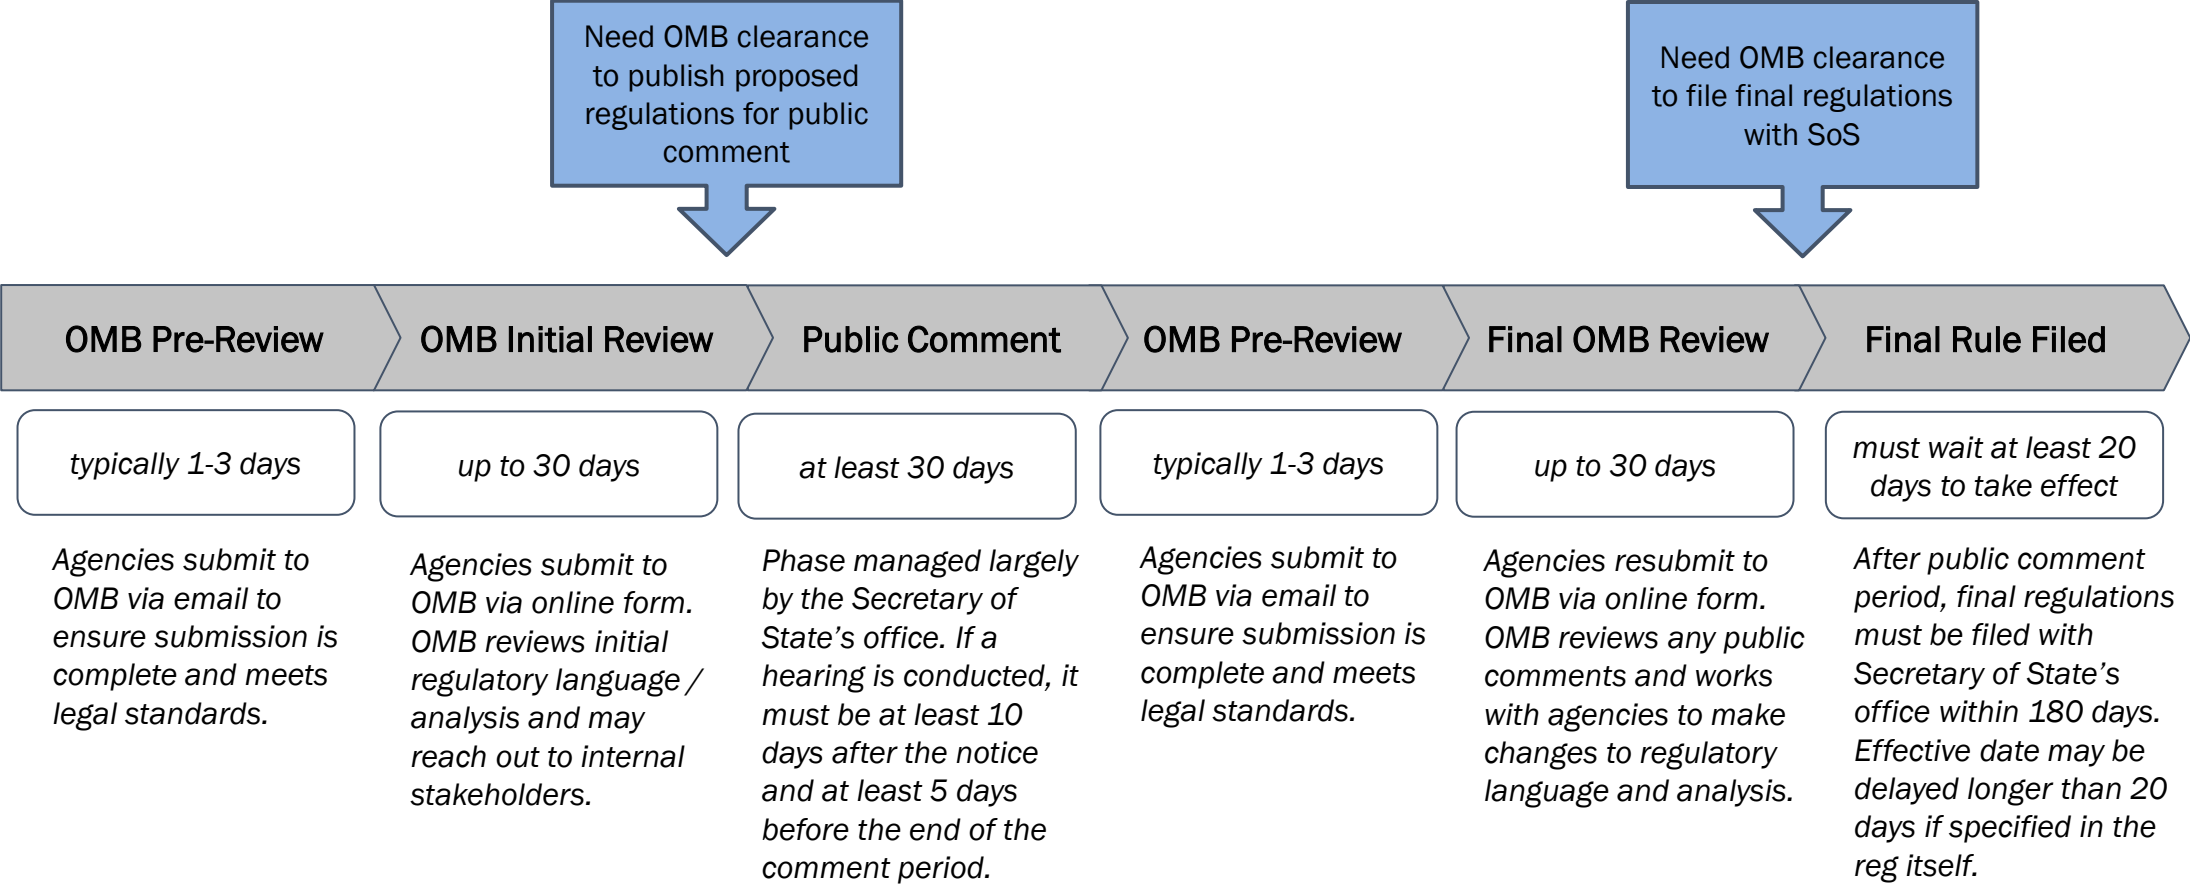 Need OMB clearance
to publish proposed
regulations for public
comment
Need OMB clearance
to file final regulations
with SoS
OMB Pre-Review
OMB Initial Review
Public Comment
OMB Pre-Review
Final OMB Review
Final Rule Filed
typically 1-3 days
up to 30 days
at least 30 days
typically 1-3 days
up to 30 days
must wait at least 20
days to take effect
Agencies submit to
OMB via email to
ensure submission is
complete and meets
legal standards.
Agencies submit to
OMB via online form.
OMB reviews initial
regulatory language /
analysis and may
reach out to internal
stakeholders.
Phase managed largely
by the Secretary of
State's office. If a
hearing is conducted, it
must be at least 10
days after the notice
and at least 5 days
before the end of the
comment period.
Agencies submit to
OMB via email to
ensure submission is
complete and meets
legal standards.
Agencies resubmit to
OMB via online form.
OMB reviews any public
comments and works
with agencies to make
changes to regulatory
language and analysis.
After public comment
period, final regulations
must be filed with
Secretary of State's
office within 180 days.
Effective date may be
delayed longer than 20
days if specified in the
reg itself.